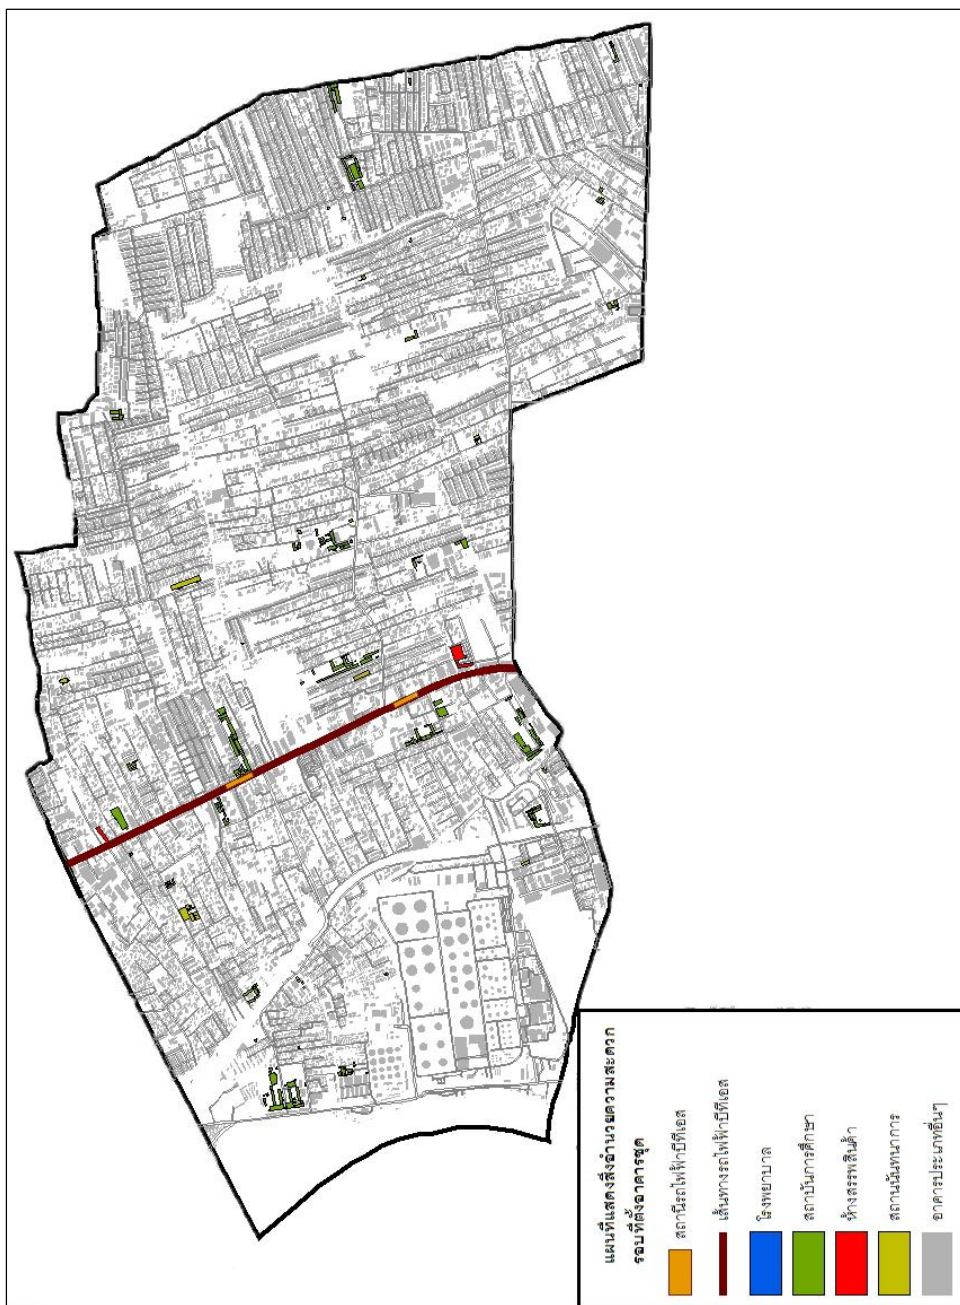 แผนที่แสดงสิ่งอำนวยความสะดวก
รอบที่ตั้งอาคารชุด
สถานีรถไฟฟ้าบีทีเอส
เส้นทางรถไฟฟ้าบีทีเอส
โรงพยาบาล
สถาบันการศึกษา
ห้างสรรพสินค้า
สถานนันทนาการ
อาคารประเภทอื่นๆ